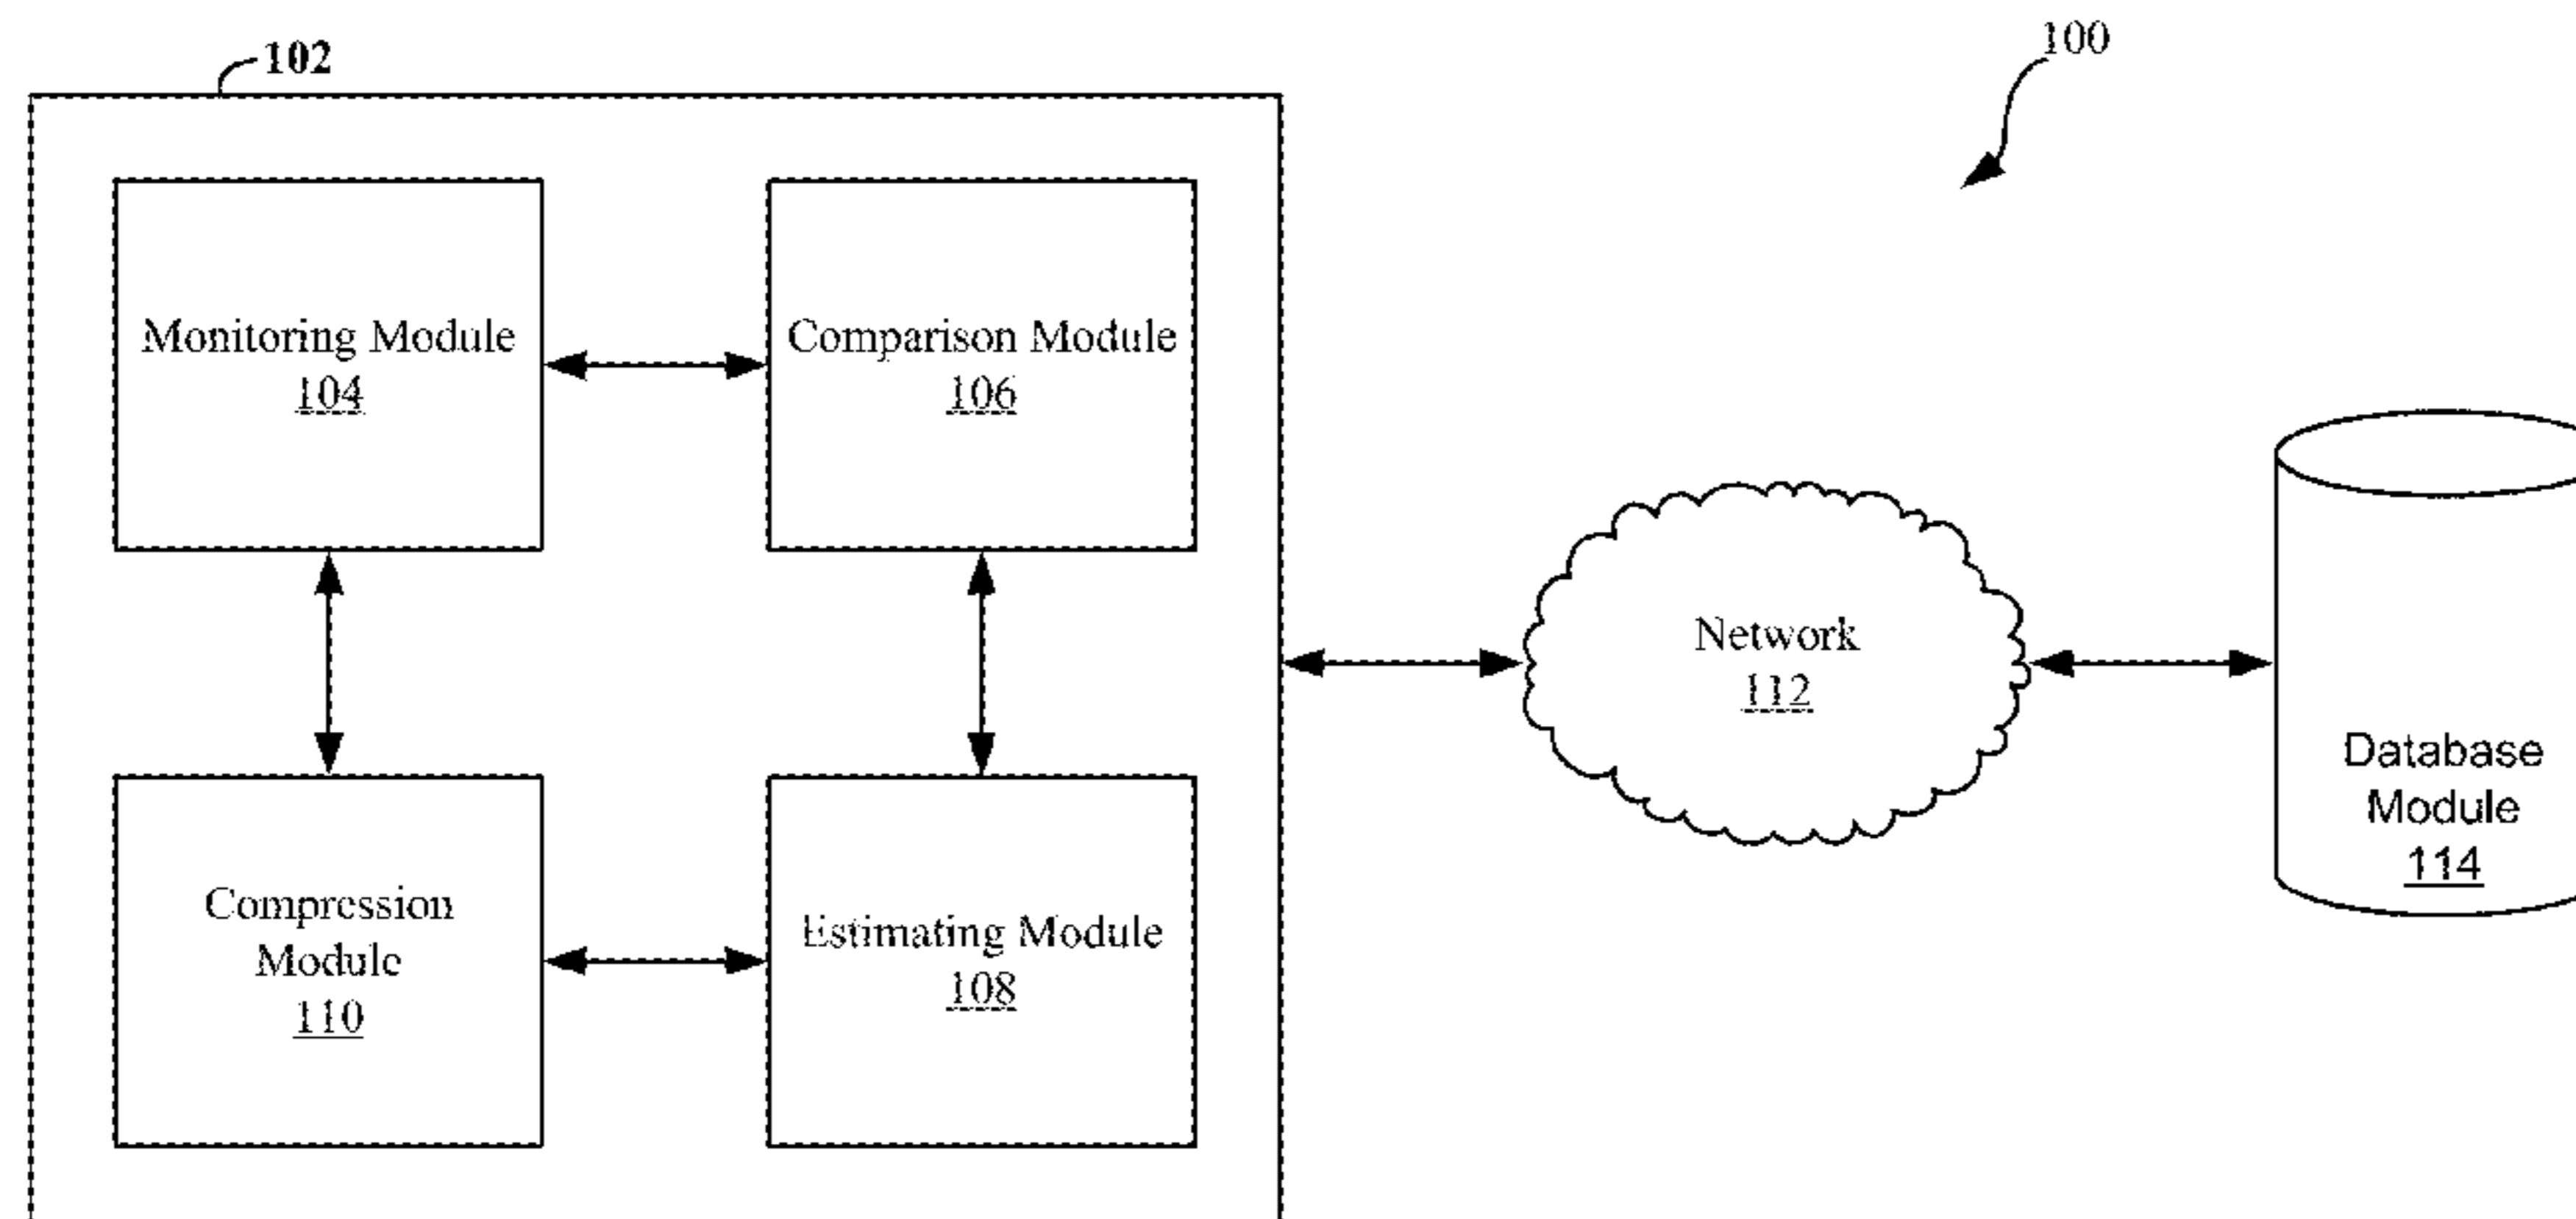 102
100
Monitoring Module
104
Comparison Module
106
Network
112
Database
Module
114
Compression
Module
110
Estimating Module
108